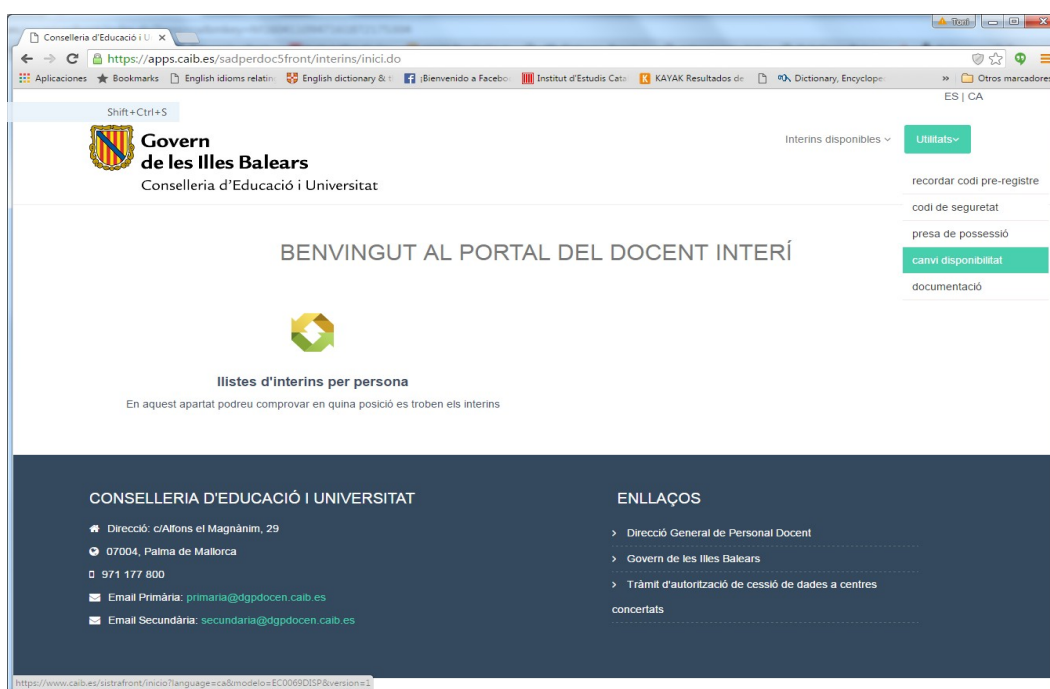 Toni
Conselleria d'Educació i U
https://apps.caib.es/sadperdoc5front/interins/inici.do
Aplicaciones Bookmarks English idioms relatin English dictionary & t ¡Bienvenido a Facebo Institut d'Estudis Cata KAYAK Resultados de Dictionary, Encyclope » Otros marcadores
ES | CA
Shift+Ctrl+S
Govern
de les Illes Balears
Conselleria d'Educació i Universitat
Interins disponibles
Utilitats
recordar codi pre-registre
codi de seguretat
presa de possessió
canvi disponibilitat
documentació
BENVINGUT AL PORTAL DEL DOCENT INTERÍ
llistes d'interins per persona
En aquest apartat podreu comprovar en quina posició es troben els interins
CONSELLERIA D'EDUCACIÓ I UNIVERSITAT
Direcció: c/Alfons el Magnànim, 29
07004, Palma de Mallorca
971 177 800
Email Primària: primaria@dgpdocen.caib.es
Email Secundària: secundaria@dgpdocen.caib.es
ENLLAÇOS
> Direcció General de Personal Docent
> Govern de les Illes Balears
> Tràmit d'autorització de cessió de dades a centres
concertats
https://www.caib.es/sistrafront/inicio?language=ca&modelo=EC0069DISP&version=1